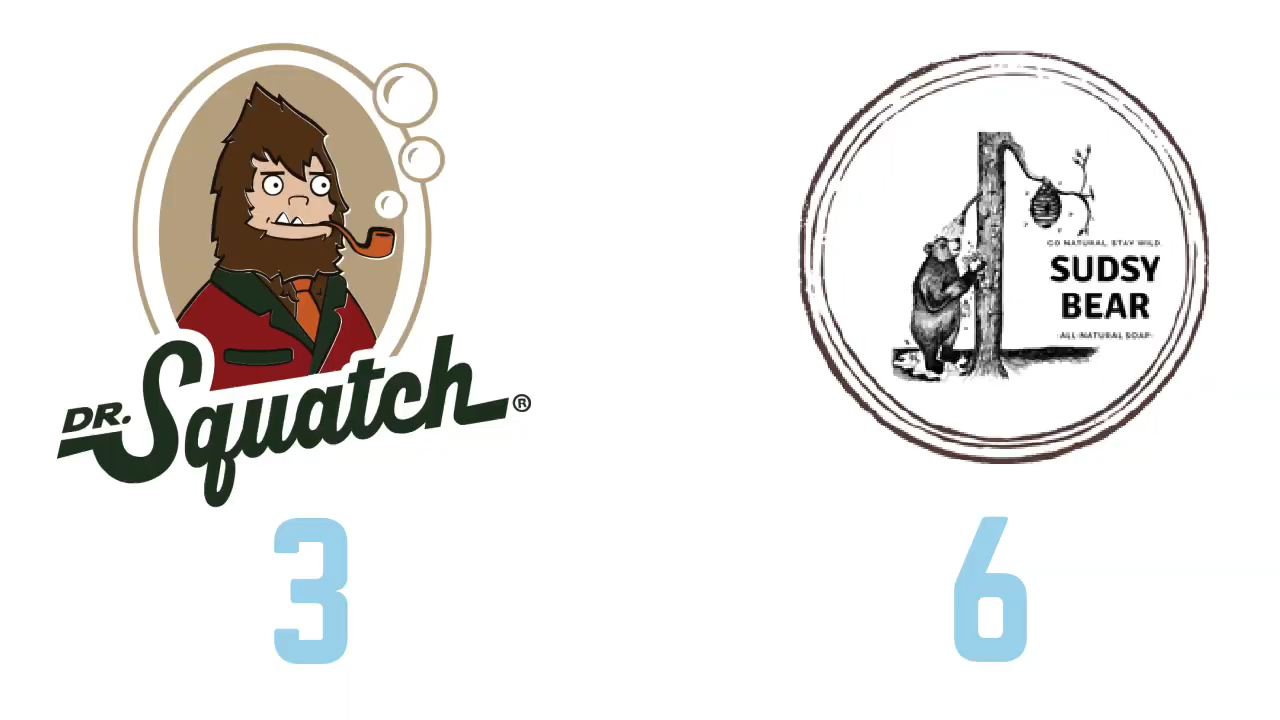 DR. Squatch®
GO NATURAL. STAY WILD.
SUDSY
BEAR
·ALL NATURAL SOAP·
3
6